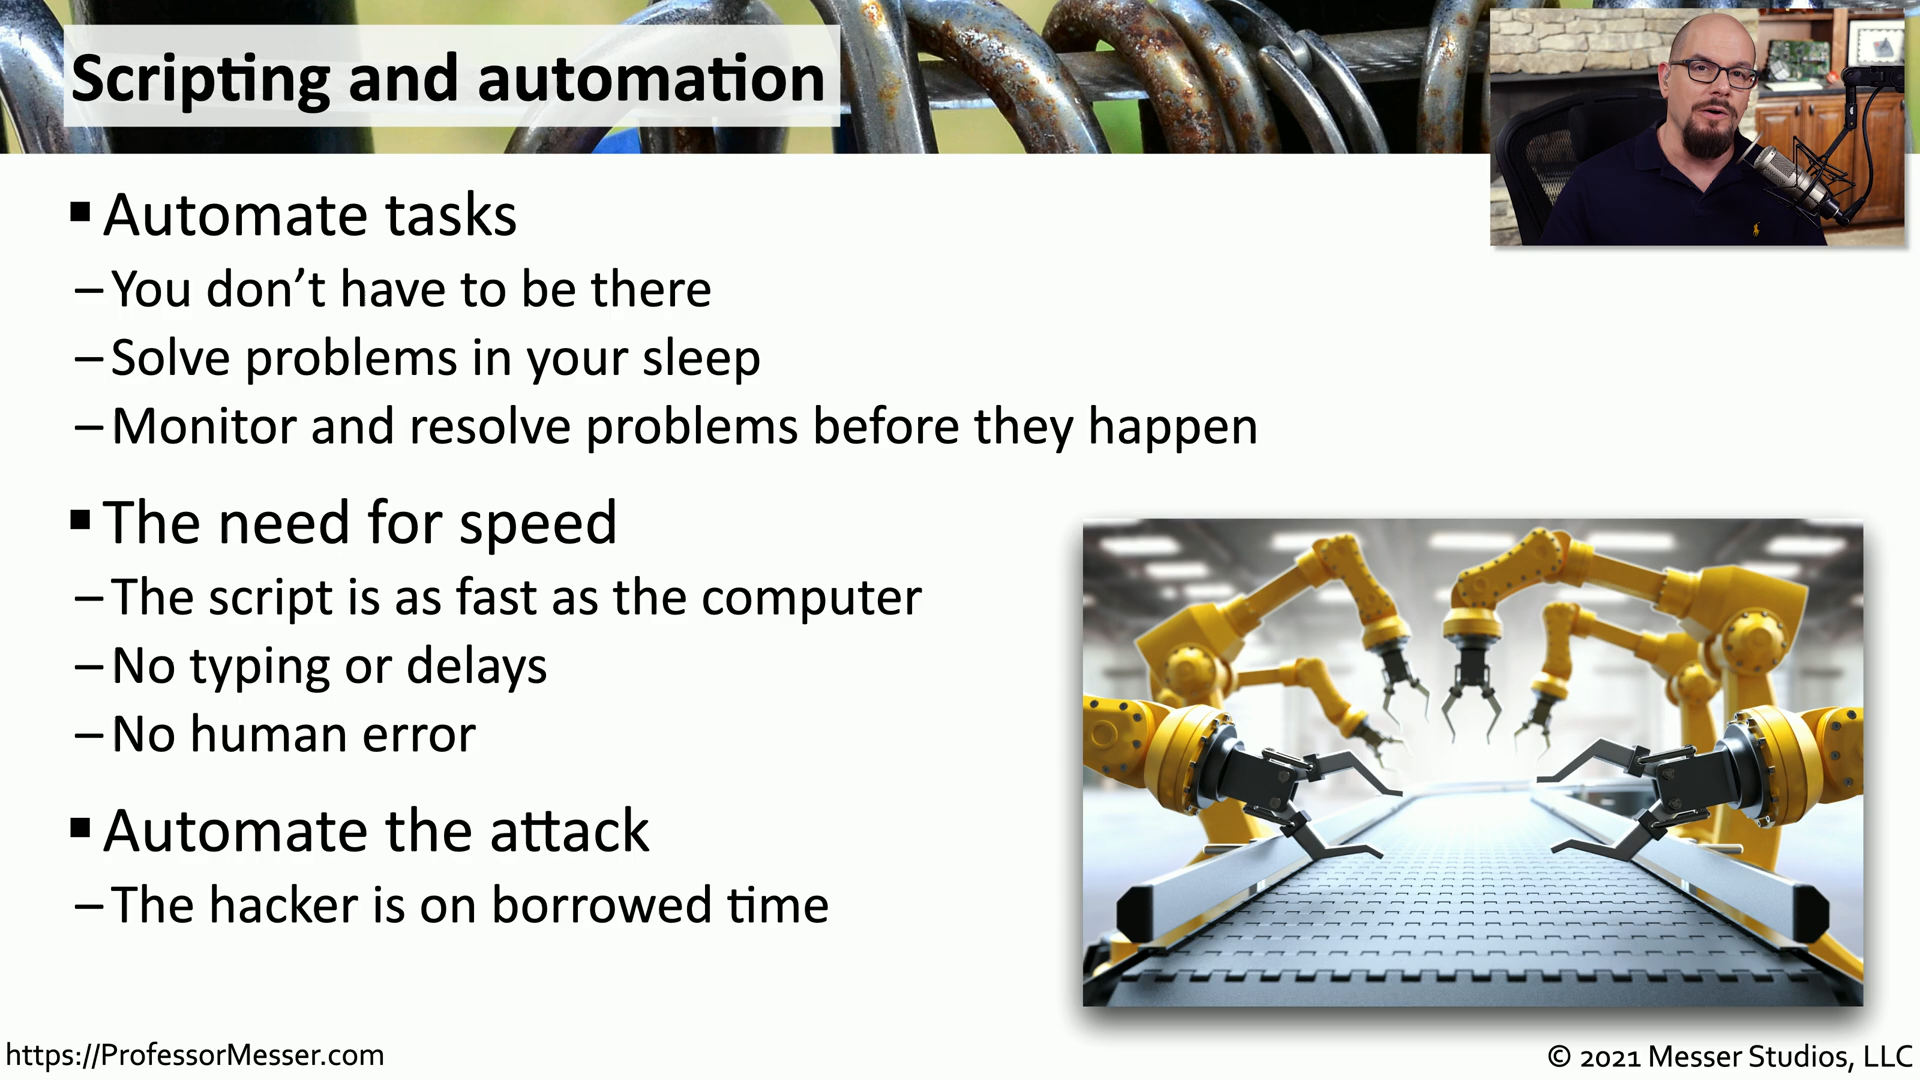 Scripting and automation
▪ Automate tasks
– You don’t have to be there
– Solve problems in your sleep
– Monitor and resolve problems before they happen
▪ The need for speed
– The script is as fast as the computer
– No typing or delays
– No human error
▪ Automate the attack
– The hacker is on borrowed time
https://ProfessorMesser.com
© 2021 Messer Studios, LLC